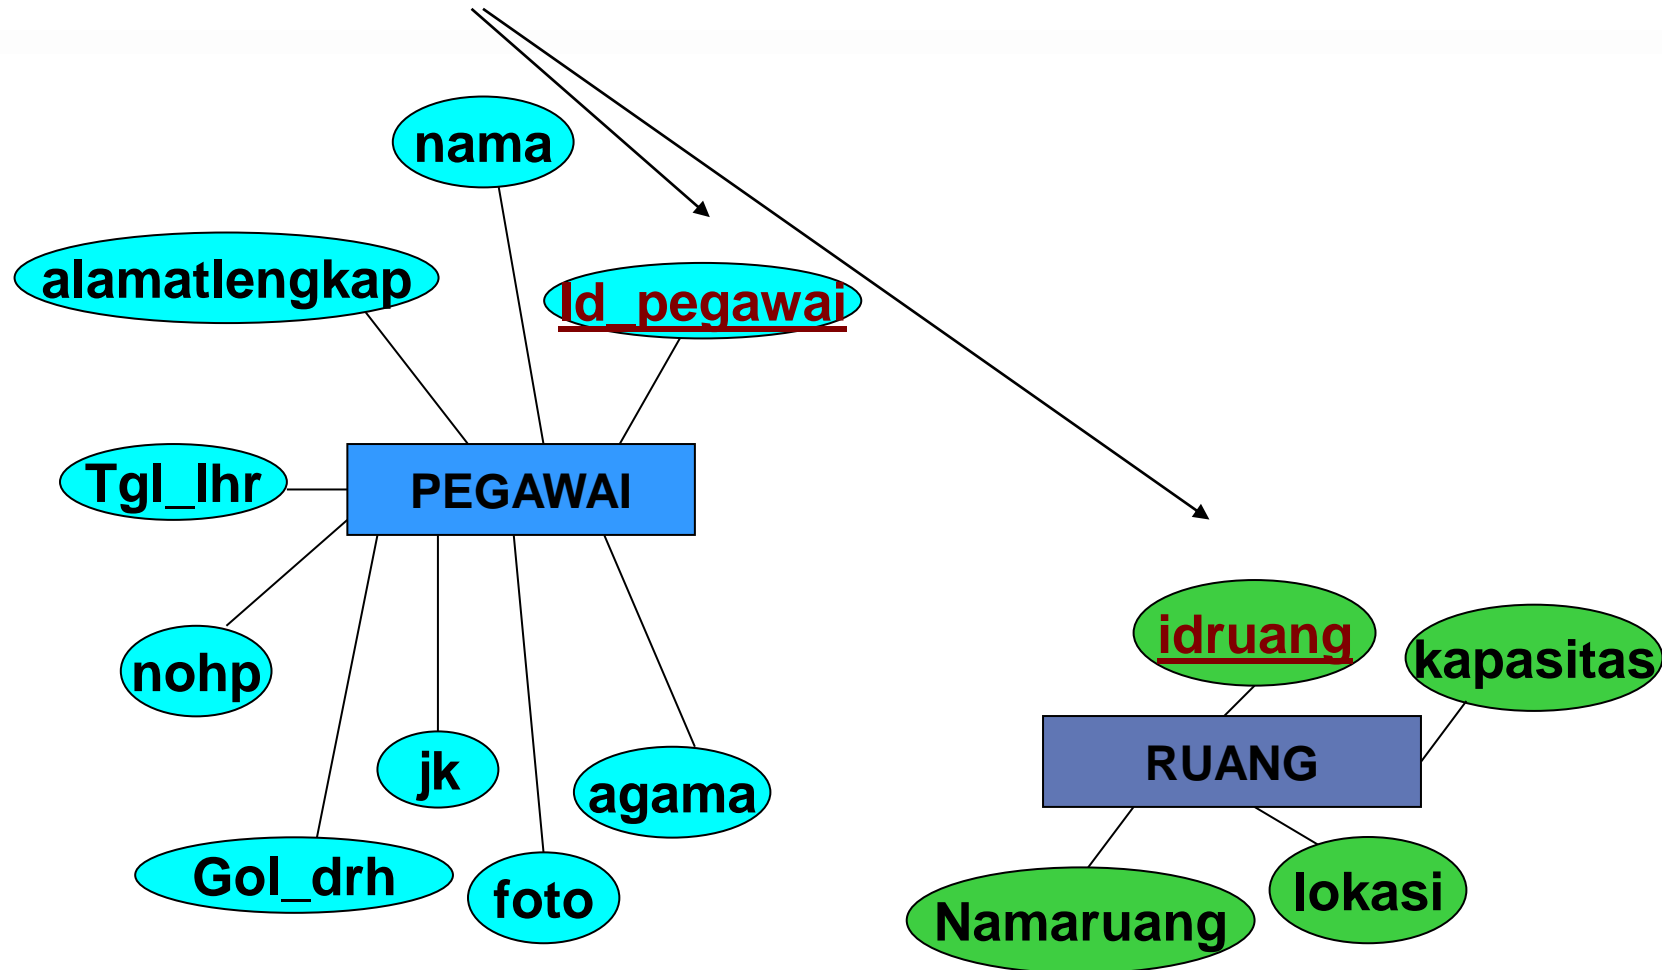 nama
alamatlengkap
Id_pegawai
Tgl_lhr
PEGAWAI
nohp
jk
agama
Gol_drh
foto
idruang
kapasitas
RUANG
Namaruang
lokasi